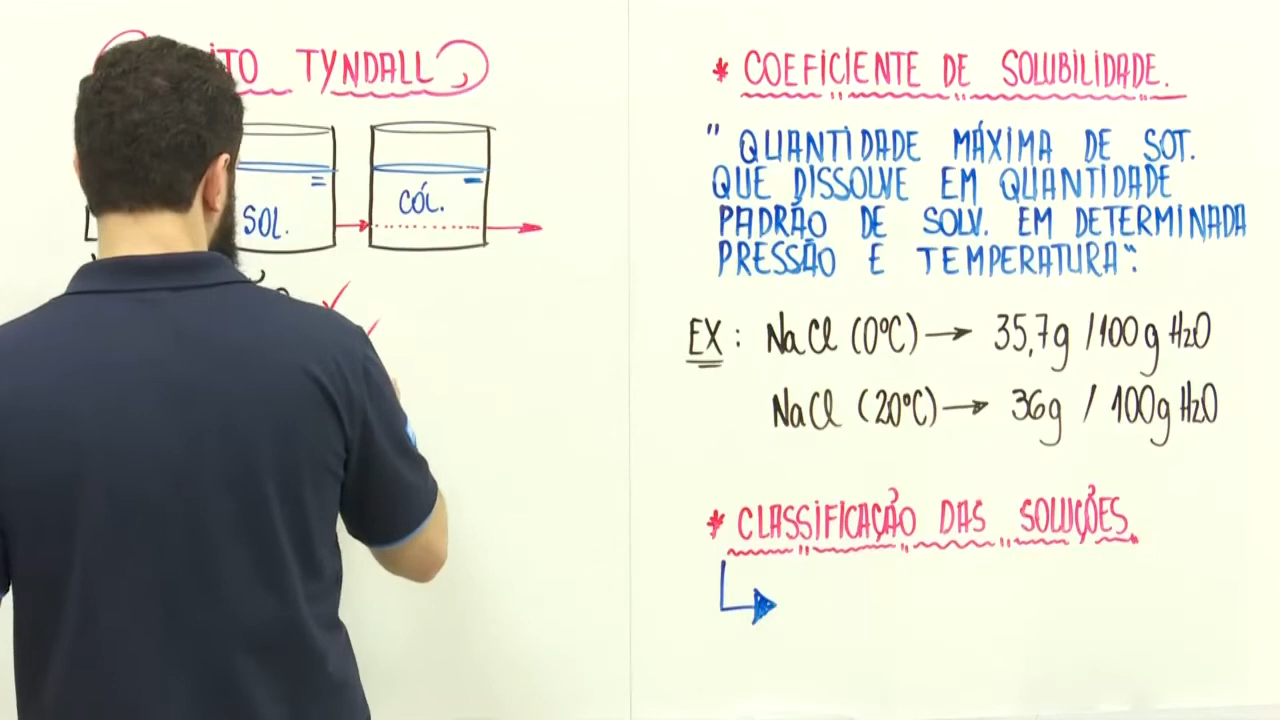 TYNDALL
SOL.
CÓL.
* COEFICIENTE DE SOLUBILIDADE.
"QUANTIDADE MÁXIMA DE SOT.
QUE DISSOLVE EM QUANTIDADE
PADRÃO DE SOLV. EM DETERMINADA
PRESSÃO E TEMPERATURA".
EX: NaCl (0°C) → 35,7g /100g H2O
NaCl (20°C) → 36g / 100g H2O
* CLASSIFICAÇÃO DAS SOLUÇÕES